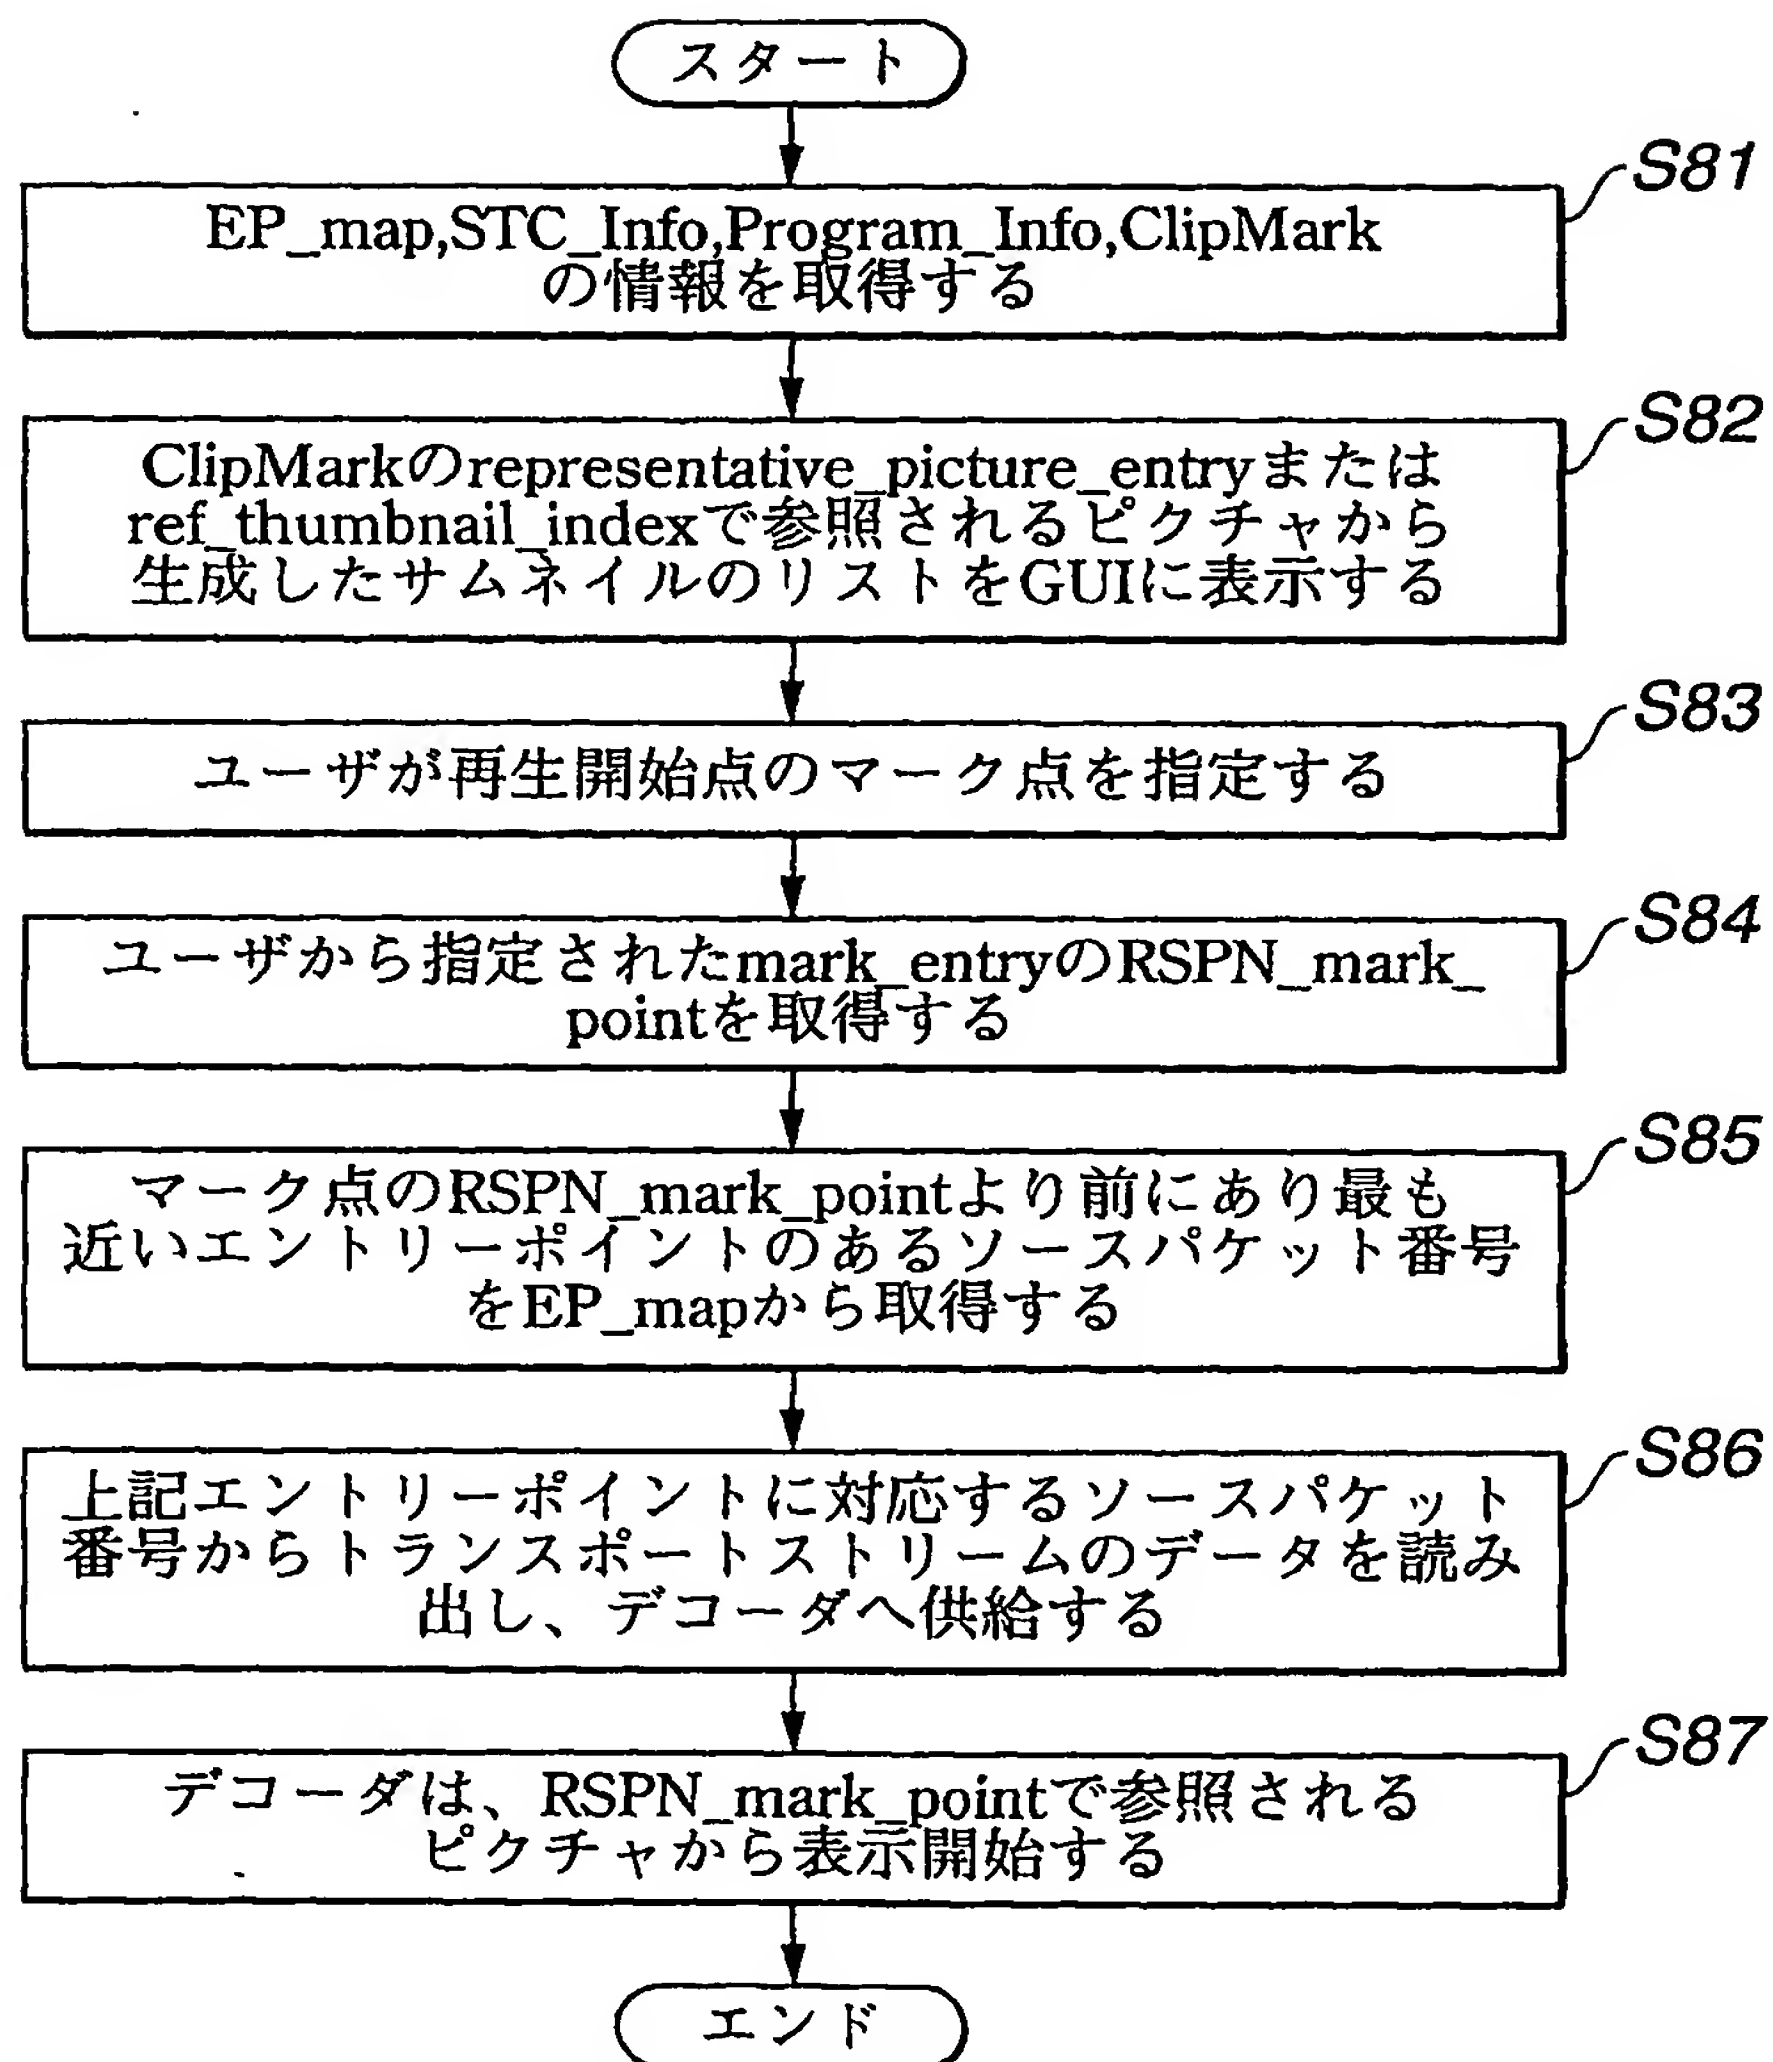 スタート
S81
EP_map,STC_Info,Program_Info,ClipMark
の情報を取得する
S82
ClipMarkのrepresentative_picture_entryまたは
ref_thumbnail_indexで参照されるピクチャから
生成したサムネイルのリストをGUIに表示する
S83
ユーザが再生開始点のマーク点を指定する
S84
ユーザから指定されたmark_entryのRSPN_mark_
pointを取得する
S85
マーク点のRSPN_mark_pointより前にあり最も
近いエントリーポイントのあるソースパケット番号
をEP_mapから取得する
S86
上記エントリーポイントに対応するソースパケット
番号からトランスポートストリームのデータを読み
出し、デコーダへ供給する
S87
デコーダは、RSPN_mark_pointで参照される
ピクチャから表示開始する
エンド